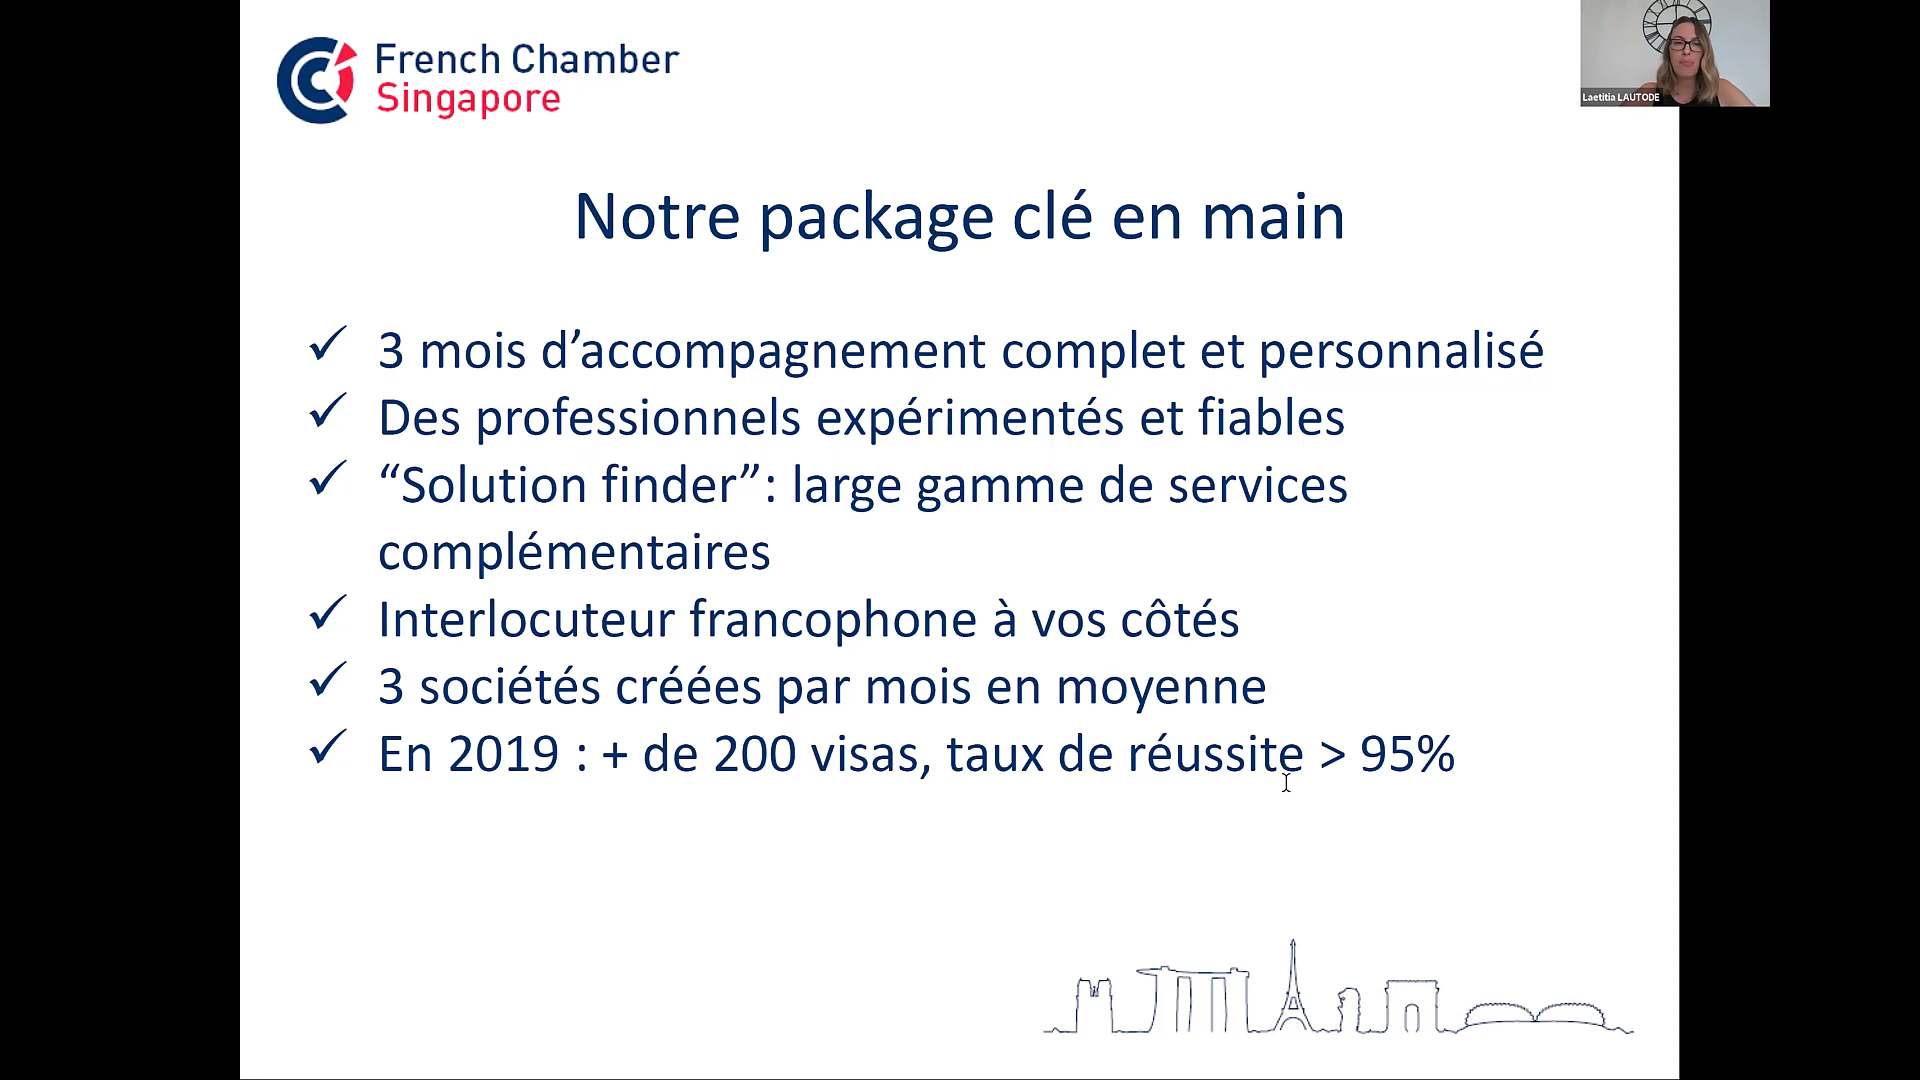 French Chamber
Singapore
Laetitia LAUTODE
Notre package clé en main
✓ 3 mois d’accompagnement complet et personnalisé
✓ Des professionnels expérimentés et fiables
✓ “Solution finder”: large gamme de services
complémentaires
✓ Interlocuteur francophone à vos côtés
✓ 3 sociétés créées par mois en moyenne
✓ En 2019 : + de 200 visas, taux de réussite > 95%